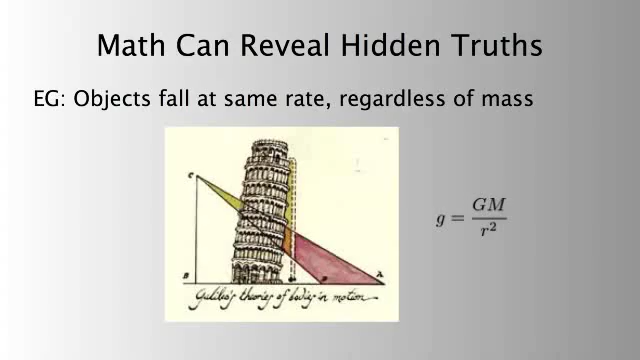 Math Can Reveal Hidden Truths
EG: Objects fall at same rate, regardless of mass
C
B
A
Galileo's theories of bodies in motion
g = GM / r²